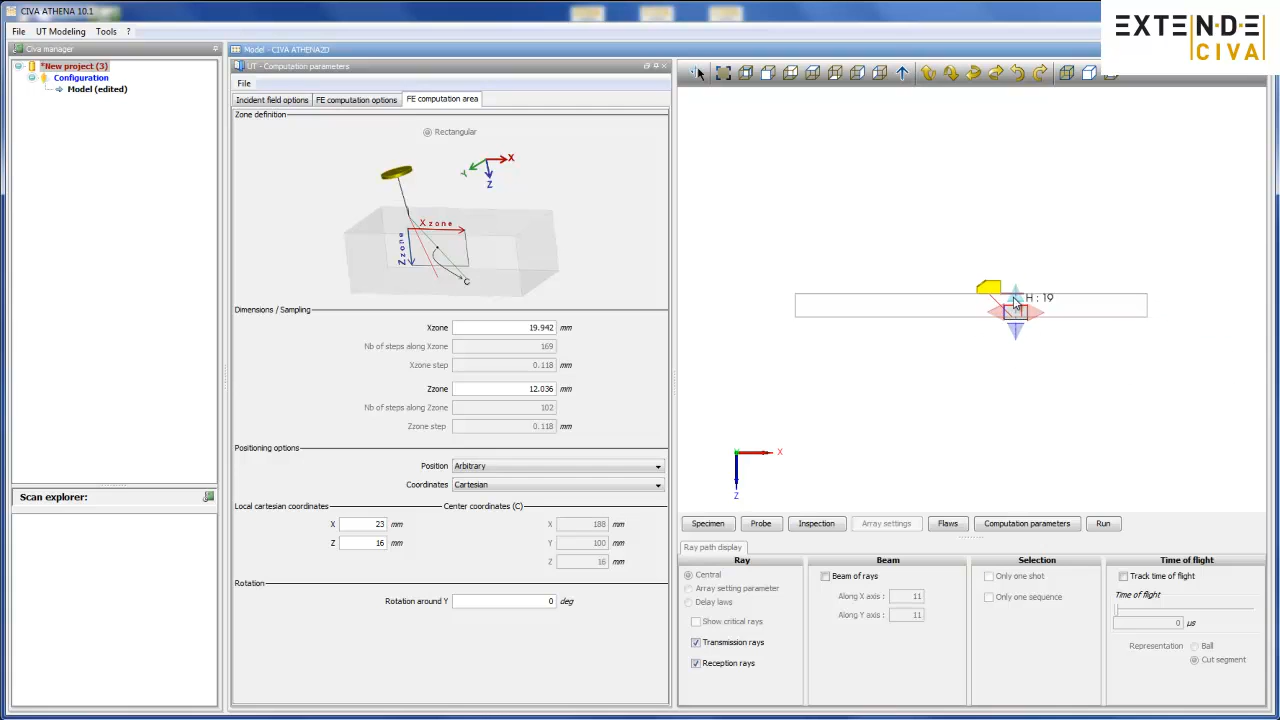 CIVA ATHENA 10.1
EXTENDE
CIVA
File UT Modeling Tools ?
Civa manager
Model - CIVA ATHENA2D
*New project (3)
Configuration
Model (edited)
UT - Computation parameters
File
Incident field options FE computation options FE computation area
Zone definition
Rectangular
X
Y
Z
X zone
Z zone
C
H : 19
Dimensions / Sampling
Xzone 19.942 mm
Nb of steps along Xzone 169
Xzone step 0.118 mm
Zzone 12.036 mm
Nb of steps along Zzone 102
Zzone step 0.118 mm
Positioning options
Position Arbitrary
Coordinates Cartesian
Local cartesian coordinates Center coordinates (C)
X 23 mm X 188 mm
Z 16 mm Y 100 mm
Z 16 mm
Rotation
Rotation around Y 0 deg
Scan explorer:
X
Z
Specimen Probe Inspection Array settings Flaws Computation parameters Run
Ray path display
Ray Beam Selection Time of flight
Central Beam of rays Only one shot Track time of flight
Array setting parameter Along X axis : 11 Only one sequence Time of flight
Delay laws Along Y axis : 11
Show critical rays 0 µs
Transmission rays Representation Ball
Reception rays Cut segment